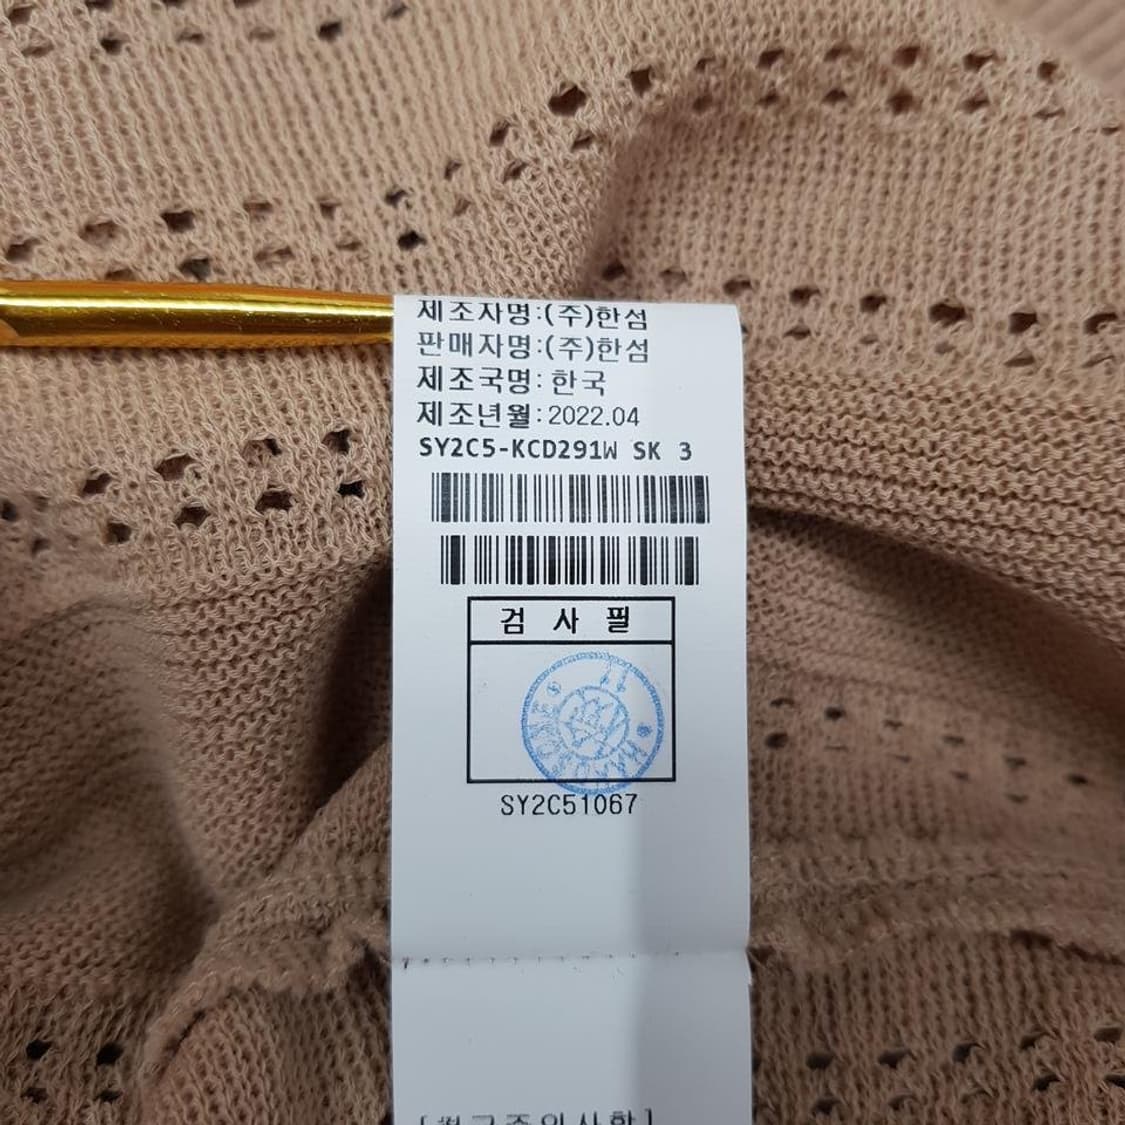 제조자명:(주)한섬
판매자명:(주)한섬
제조국명: 한국
제조년월:2022.04
SY2C5-KCD291W SK 3
검 사 필
11
SY2C51067